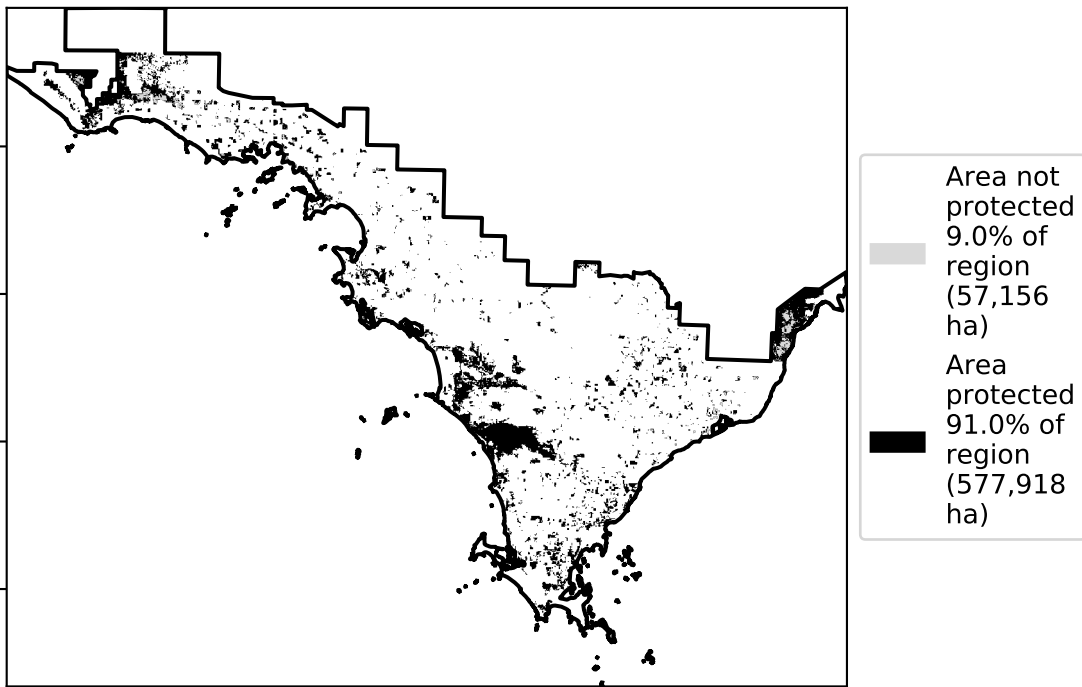 Area not
protected
9.0% of
region
(57,156
ha)
Area
protected
91.0% of
region
(577,918
ha)